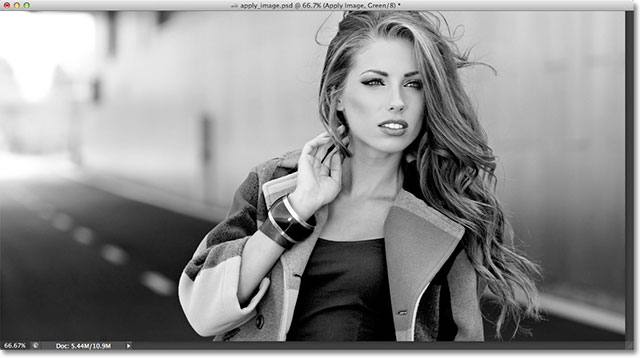 apply_image.psd @ 66.7% (Apply Image, Green/8) *
66.67%
Doc: 5.44M/10.9M